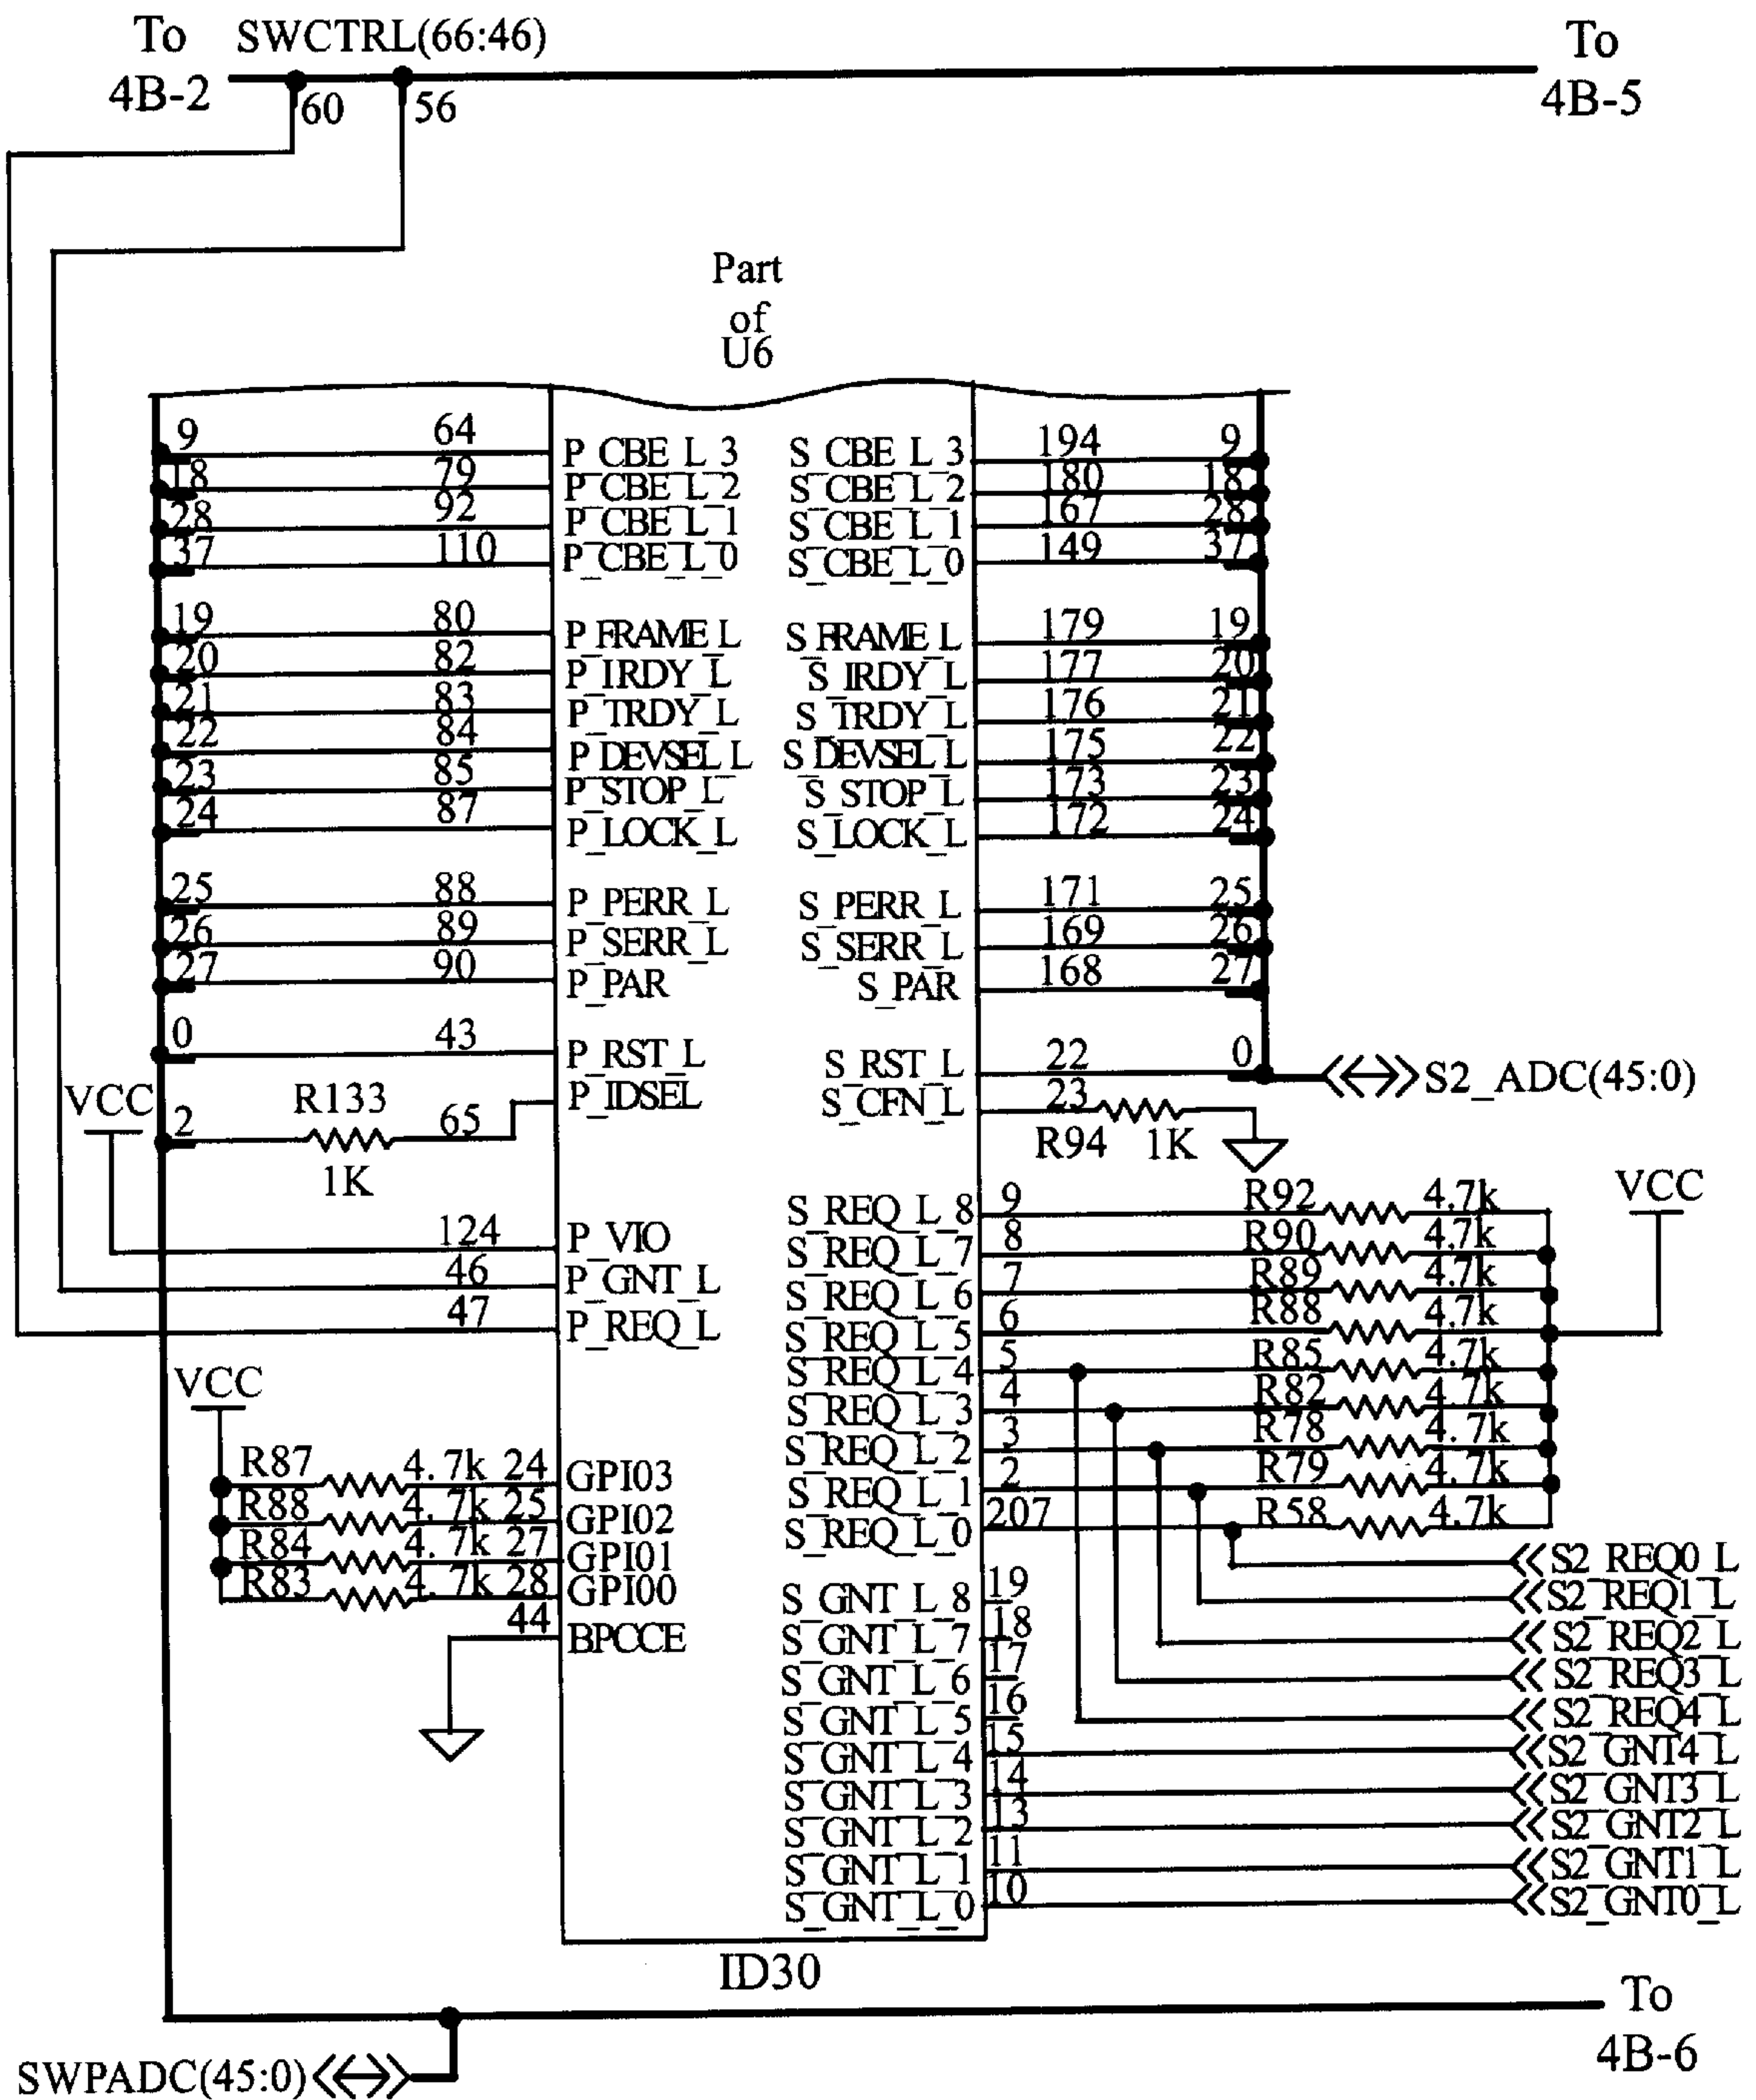 To SWCTRL(66:46) To
4B-2 60 56 4B-5
Part
of
U6
9 64 P_CBE_L_3 S_CBE_L_3 194 9
18 79 P_CBE_L_2 S_CBE_L_2 180 18
28 92 P_CBE_L_1 S_CBE_L_1 167 28
37 110 P_CBE_L_0 S_CBE_L_0 149 37
19 80 P_FRAME_L S_FRAME_L 179 19
20 82 P_IRDY_L S_IRDY_L 177 20
21 83 P_TRDY_L S_TRDY_L 176 21
22 84 P_DEVSEL_L S_DEVSEL_L 175 22
23 85 P_STOP_L S_STOP_L 173 23
24 87 P_LOCK_L S_LOCK_L 172 24
25 88 P_PERR_L S_PERR_L 171 25
26 89 P_SERR_L S_SERR_L 169 26
27 90 P_PAR S_PAR 168 27
0 43 P_RST_L S_RST_L 22 0 S2_ADC(45:0)
VCC 2 R133 1K 65 P_IDSEL S_CFN_L 23 R94 1K
VCC
124 P_VIO S_REQ_L_8 9 R92 4.7k
46 P_GNT_L S_REQ_L_7 8 R90 4.7k
47 P_REQ_L S_REQ_L_6 7 R89 4.7k
S_REQ_L_5 6 R88 4.7k
S_REQ_L_4 5 R85 4.7k
VCC S_REQ_L_3 4 R82 4.7k
S_REQ_L_2 3 R78 4.7k
R87 4.7k 24 GPI03 S_REQ_L_1 2 R79 4.7k
R88 4.7k 25 GPI02 S_REQ_L_0 207 R58 4.7k
R84 4.7k 27 GPI01 S2_REQ0_L
R83 4.7k 28 GPI00 S_GNT_L_8 19 S2_REQ1_L
44 BPCCE S_GNT_L_7 18 S2_REQ2_L
S_GNT_L_6 17 S2_REQ3_L
S_GNT_L_5 16 S2_REQ4_L
S_GNT_L_4 15 S2_GNT4_L
S_GNT_L_3 14 S2_GNT3_L
S_GNT_L_2 13 S2_GNT2_L
S_GNT_L_1 11 S2_GNT1_L
S_GNT_L_0 10 S2_GNT0_L
ID30
To
4B-6
SWPADC(45:0)